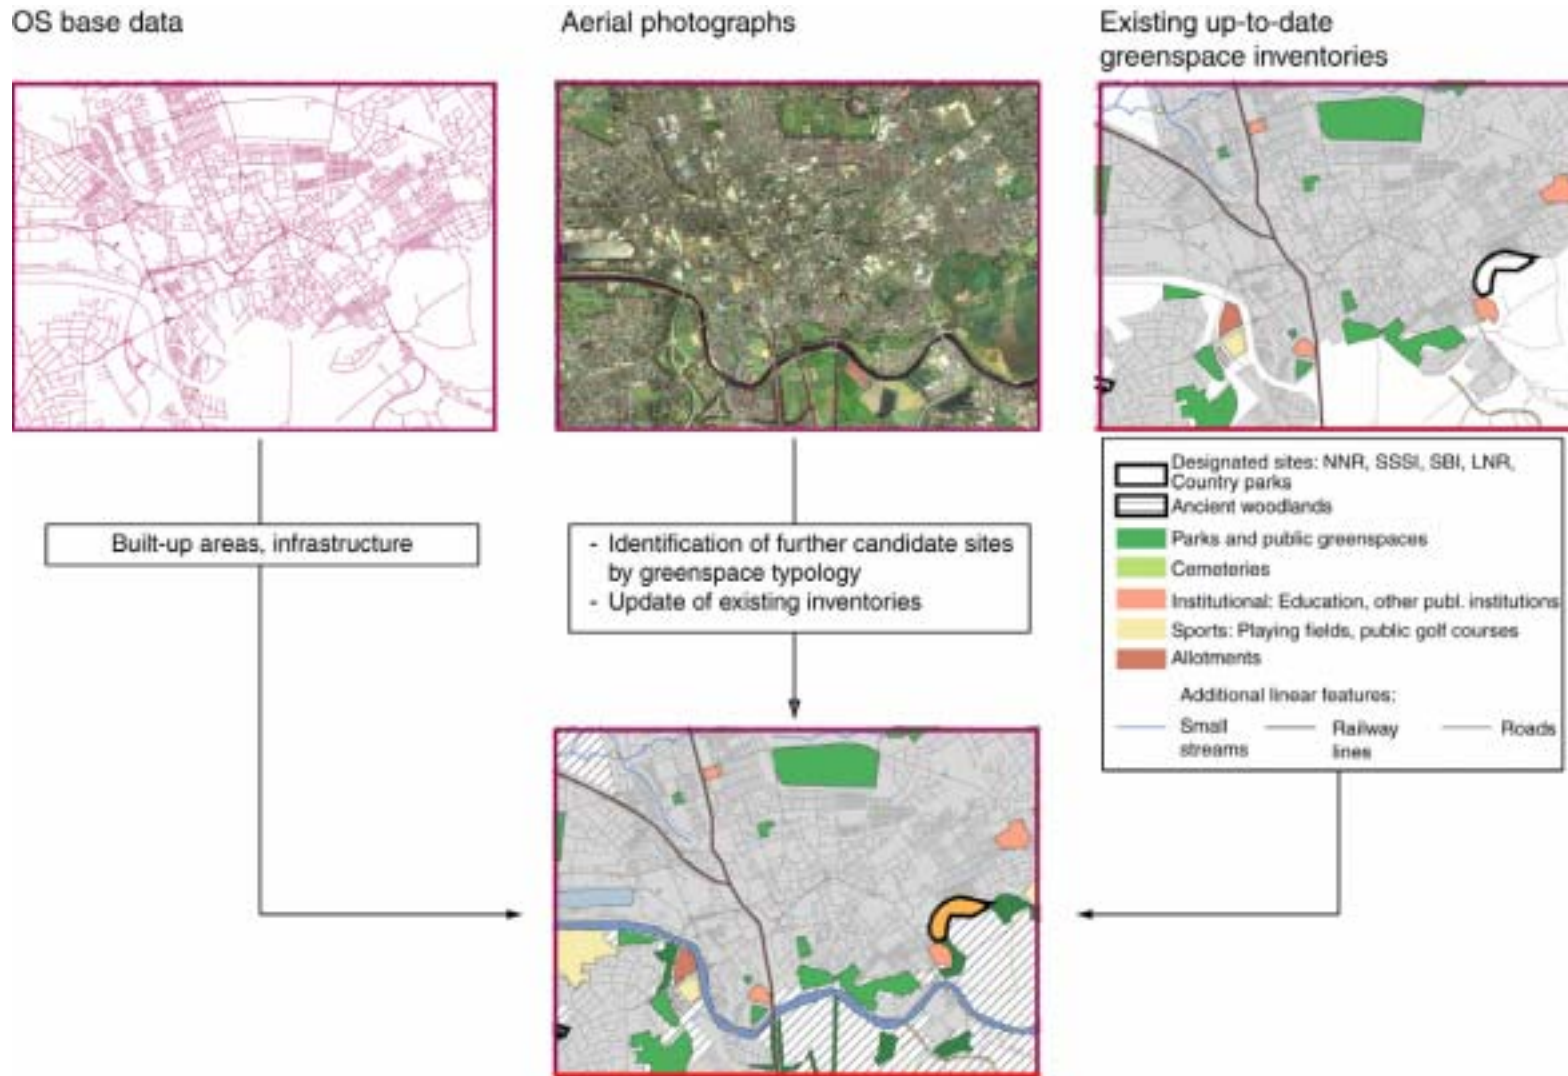 OS base data
Aerial photographs
Existing up-to-date
greenspace inventories
Built-up areas, infrastructure
- Identification of further candidate sites
by greenspace typology
- Update of existing inventories
Designated sites: NNR, SSSI, SBI, LNR,
Country parks
Ancient woodlands
Parks and public greenspaces
Cemeteries
Institutional: Education, other publ. institutions
Sports: Playing fields, public golf courses
Allotments
Additional linear features:
Small
streams
Railway
lines
Roads